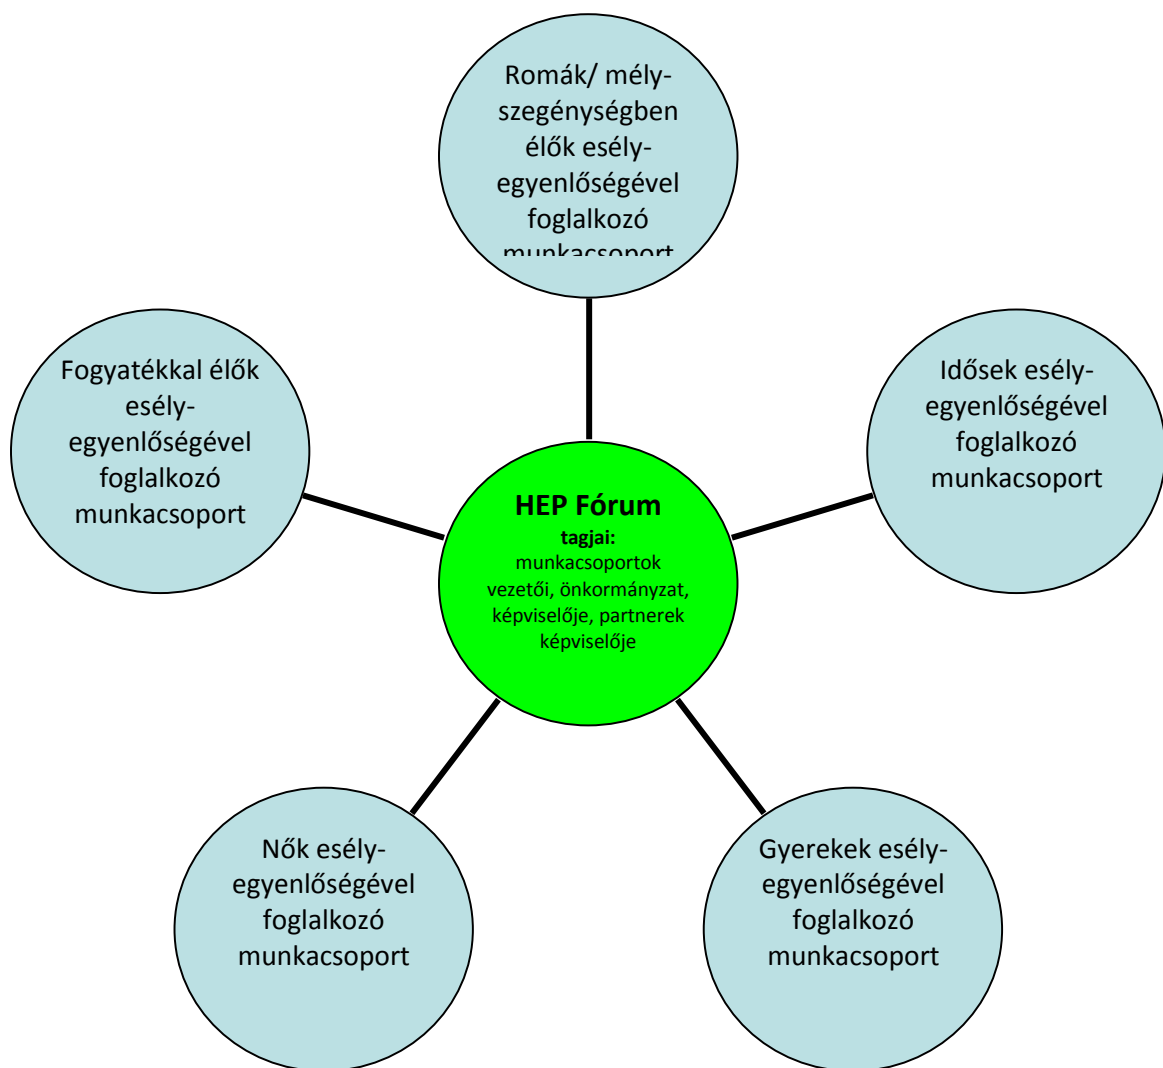 Romák/ mély-
szegénységben
élők esély-
egyenlőségével
foglalkozó
munkacsoport
Fogyatékkal élők
esély-
egyenlőségével
foglalkozó
munkacsoport
Idősek esély-
egyenlőségével
foglalkozó
munkacsoport
HEP Fórum
tagjai:
munkacsoportok
vezetői, önkormányzat,
képviselője, partnerek
képviselője
Nők esély-
egyenlőségével
foglalkozó
munkacsoport
Gyerekek esély-
egyenlőségével
foglalkozó
munkacsoport